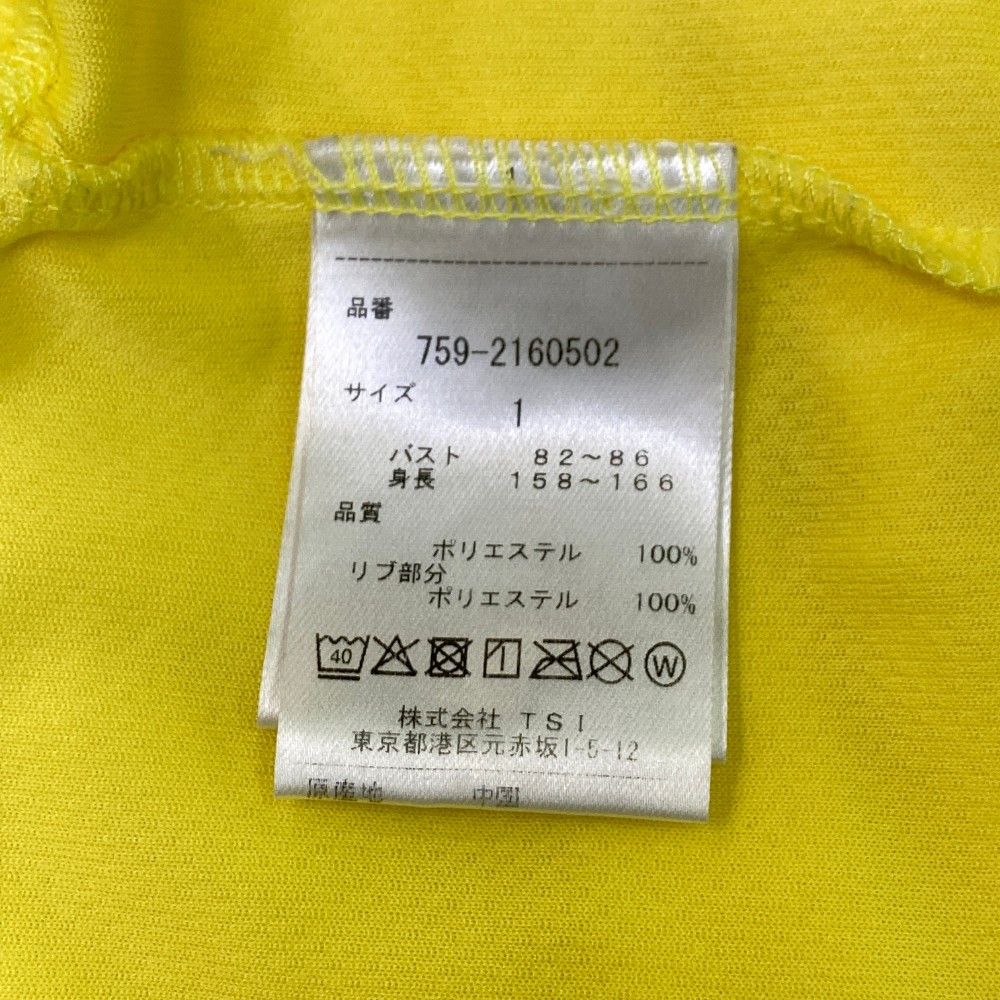 品番
759-2160502
サイズ
1
バスト 82～86
身長 158～166
品質
ポリエステル 100%
リブ部分
ポリエステル 100%
40 1 W
株式会社 TSI
東京都港区元赤坂1-5-12
原産地 中国